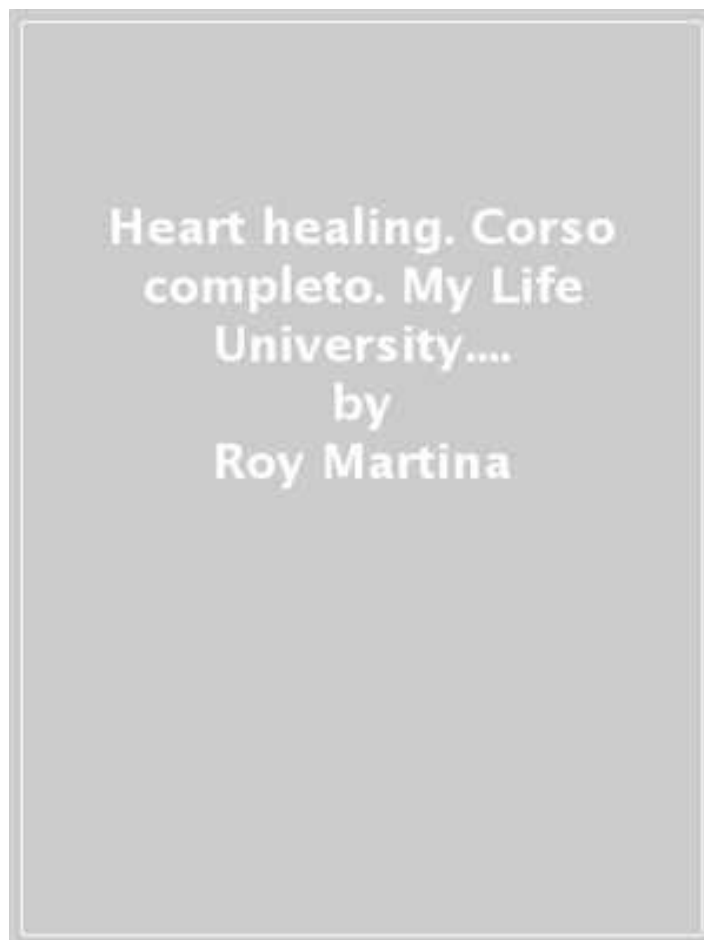 Heart healing. Corso
completo. My Life
University....
by
Roy Martina